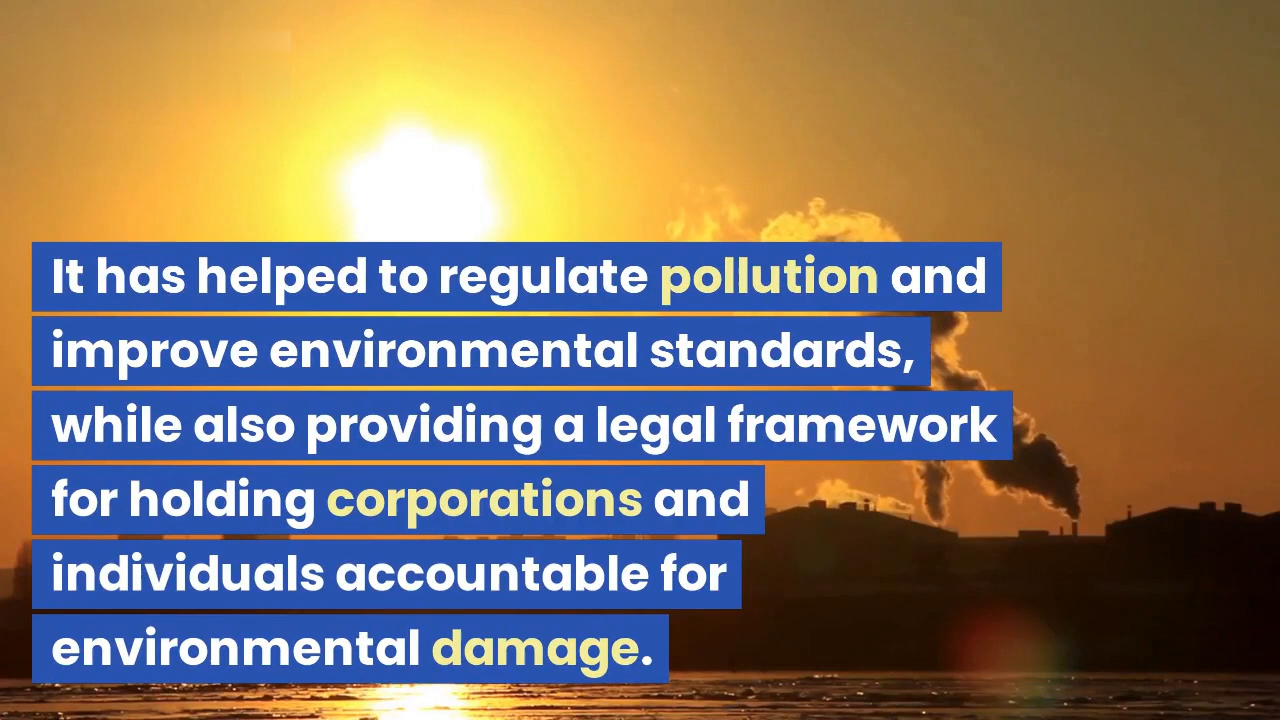 It has helped to regulate pollution and
improve environmental standards,
while also providing a legal framework
for holding corporations and
individuals accountable for
environmental damage.